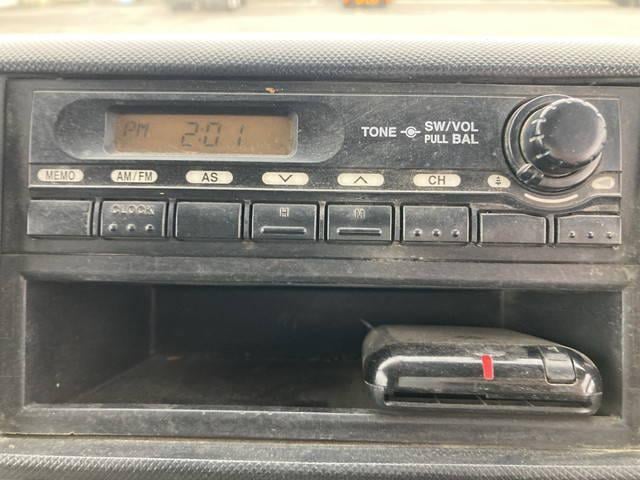 PM 2:01
TONE SW/VOL
PULL BAL
MEMO AM/FM AS CH
CLOCK H M